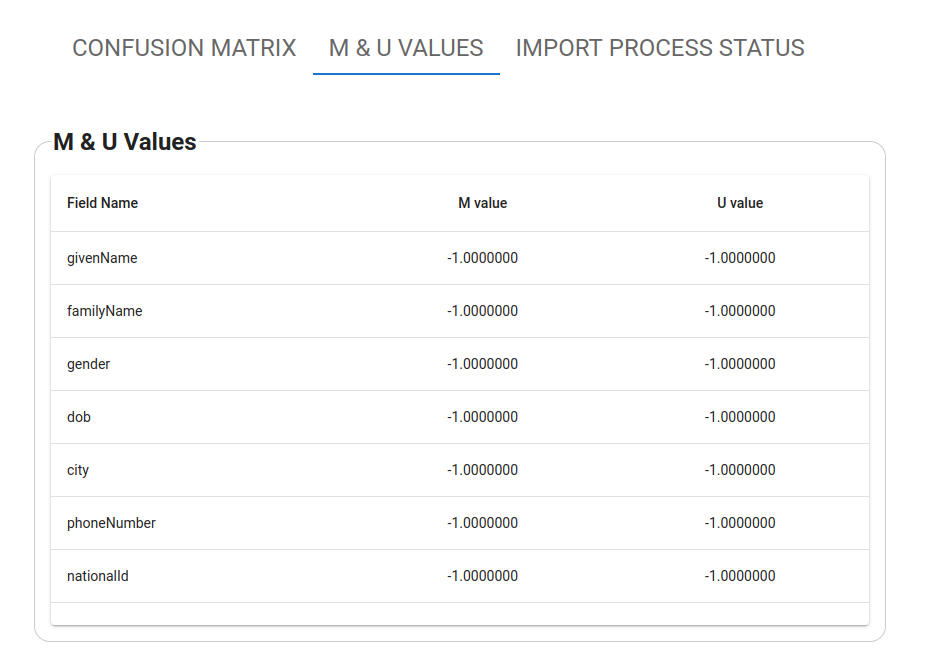 CONFUSION MATRIX M & U VALUES IMPORT PROCESS STATUS
M & U Values
Field Name M value U value
givenName -1.0000000 -1.0000000
familyName -1.0000000 -1.0000000
gender -1.0000000 -1.0000000
dob -1.0000000 -1.0000000
city -1.0000000 -1.0000000
phoneNumber -1.0000000 -1.0000000
nationalId -1.0000000 -1.0000000